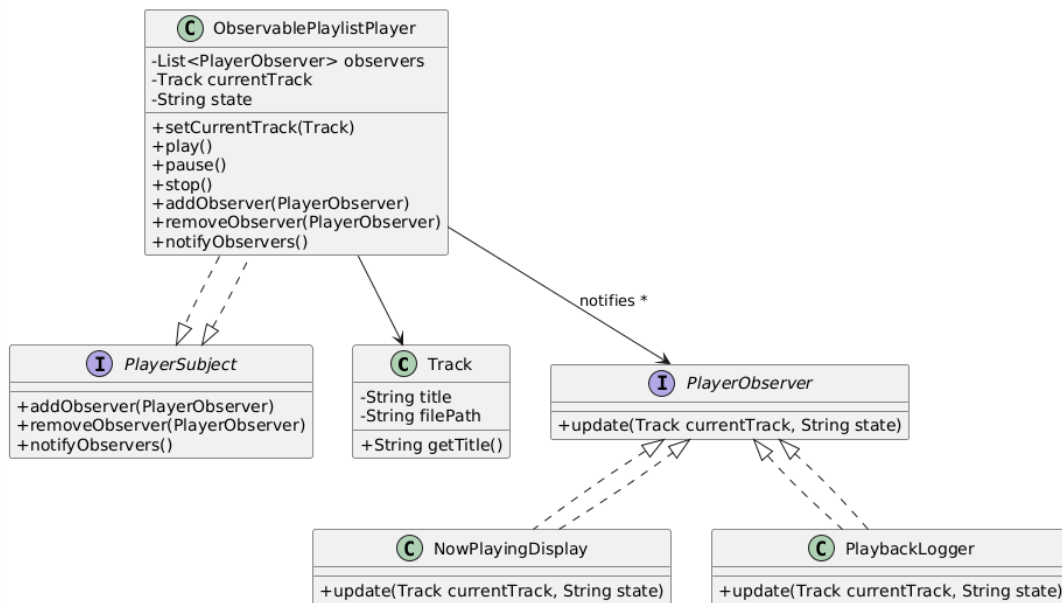 C ObservablePlaylistPlayer
-List<PlayerObserver> observers
-Track currentTrack
-String state
+setCurrentTrack(Track)
+play()
+pause()
+stop()
+addObserver(PlayerObserver)
+removeObserver(PlayerObserver)
+notifyObservers()
notifies *
I PlayerSubject
+addObserver(PlayerObserver)
+removeObserver(PlayerObserver)
+notifyObservers()
C Track
-String title
-String filePath
+String getTitle()
I PlayerObserver
+update(Track currentTrack, String state)
C NowPlayingDisplay
+update(Track currentTrack, String state)
C PlaybackLogger
+update(Track currentTrack, String state)